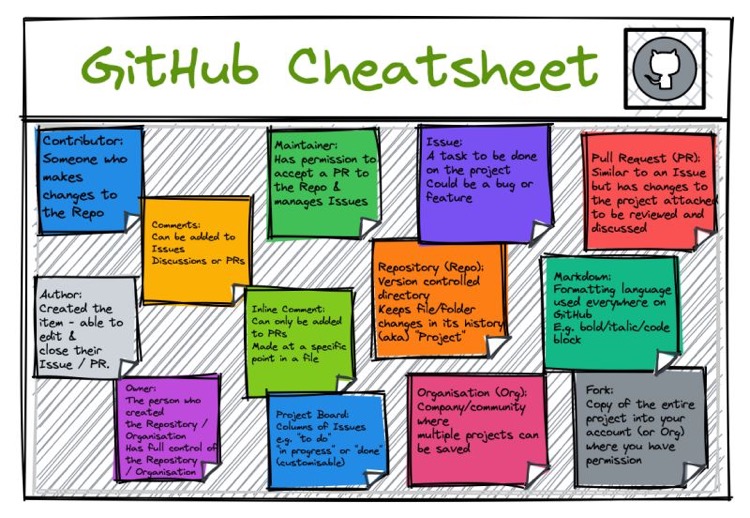 GitHub Cheatsheet
Contributor:
Someone who
makes
changes to
the Repo
Maintainer:
Has permission to
accept a PR to
the Repo &
manages Issues
Issue:
A task to be done
on the project
Could be a bug or
feature
Pull Request (PR):
Similar to an Issue
but has changes to
the project attached
to be reviewed and
discussed
Comments:
Can be added to
Issues
Discussions or PRs
Repository (Repo):
Version controlled
directory
Keeps file/folder
changes in its history
(aka) "Project"
Markdown:
Formatting language
used everywhere on
GitHub
E.g. bold/italic/code
block
Author:
Created the
item - able to
edit &
close their
Issue / PR.
Inline Comment:
Can only be added
to PRs
Made at a specific
point in a file
Owner:
The person who
created
the Repository /
Organisation
Has full control of
the Repository
/ Organisation
Project Board:
Columns of Issues
e.g. "to do"
"in progress" or "done"
(customisable)
Organisation (Org):
Company/community
where
multiple projects can
be saved
Fork:
Copy of the entire
project into your
account (or Org)
where you have
permission